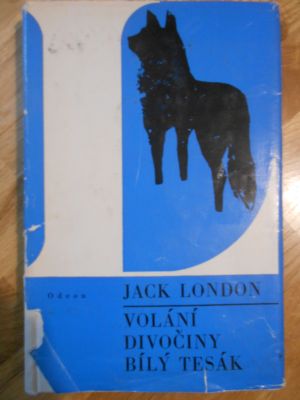 Odeon
JACK LONDON
VOLÁNÍ
DIVOČINY
BÍLÝ TESÁK